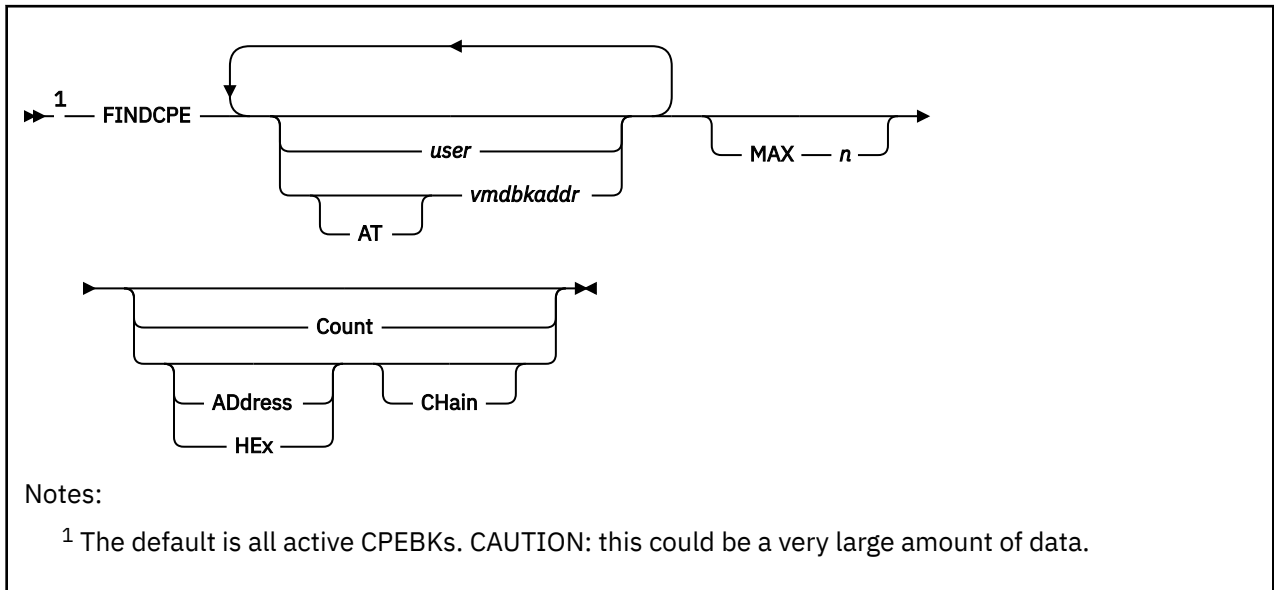 1
FINDCPE
user
MAX n
vmdbkaddr
AT
Count
ADdress CHain
HEx
Notes:
1 The default is all active CPEBKs. CAUTION: this could be a very large amount of data.